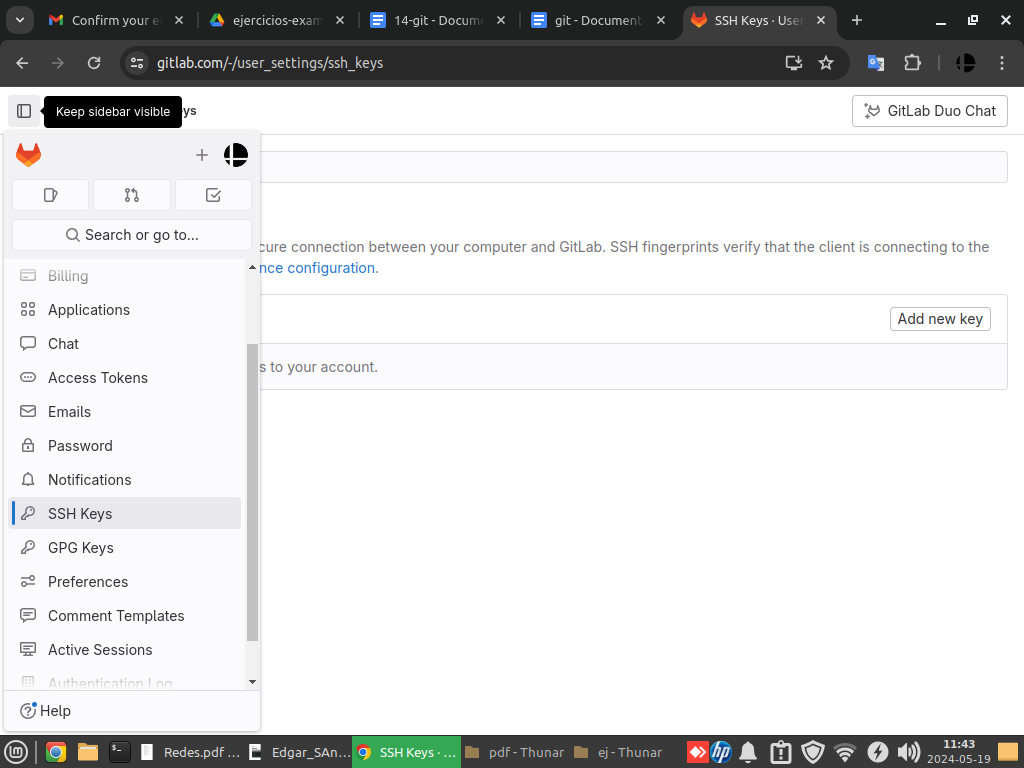 Confirm your e
ejercicios-exam
14-git - Docum
git - Document
SSH Keys · User
gitlab.com/-/user_settings/ssh_keys
Keep sidebar visible
ys
GitLab Duo Chat
Search or go to...
cure connection between your computer and GitLab. SSH fingerprints verify that the client is connecting to the
nce configuration.
Billing
Applications
Add new key
Chat
s to your account.
Access Tokens
Emails
Password
Notifications
SSH Keys
GPG Keys
Preferences
Comment Templates
Active Sessions
Authentication Log
Help
Redes.pdf ...
Edgar_SAn...
SSH Keys · ...
pdf - Thunar
ej - Thunar
11:43
2024-05-19